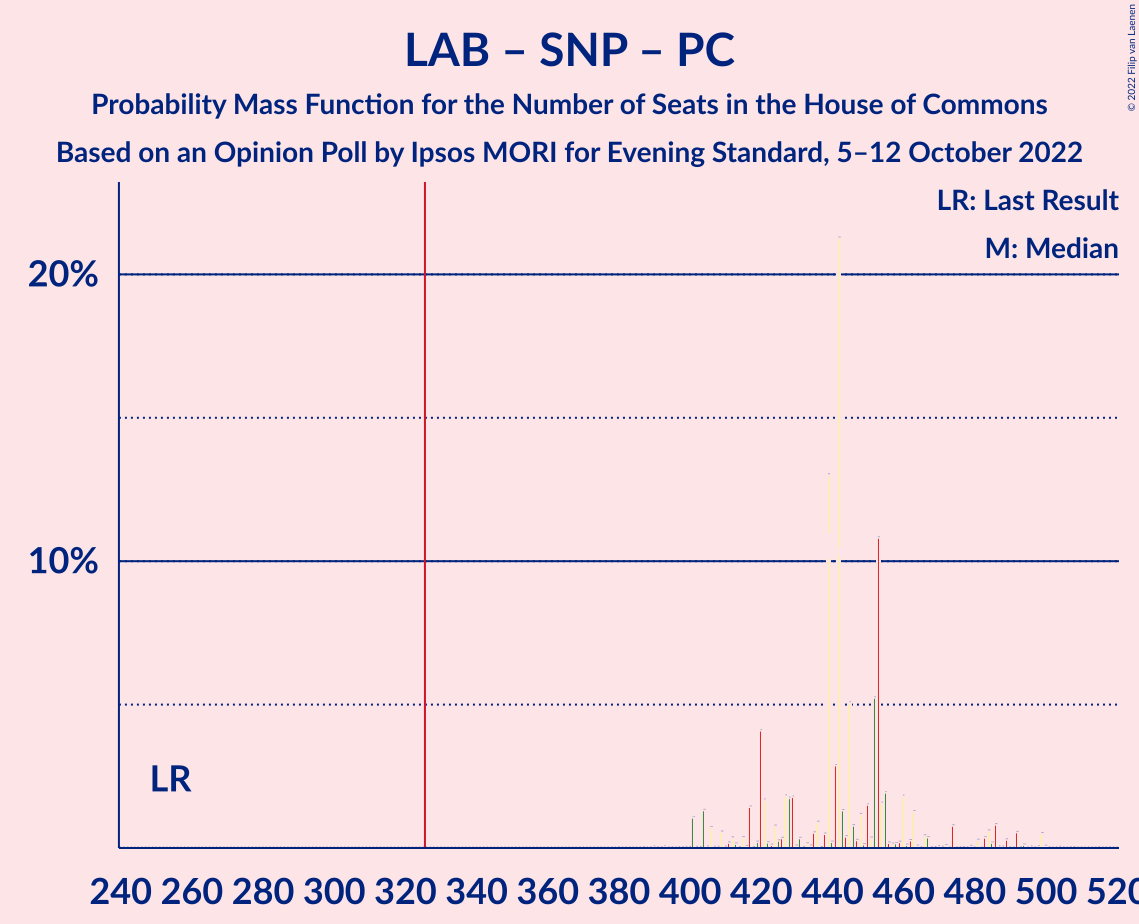 LAB – SNP – PC
Probability Mass Function for the Number of Seats in the House of Commons
Based on an Opinion Poll by Ipsos MORI for Evening Standard, 5–12 October 2022
© 2022 Filip van Laenen
LR: Last Result
M: Median
20%
10%
LR
240 260 280 300 320 340 360 380 400 420 440 460 480 500 520